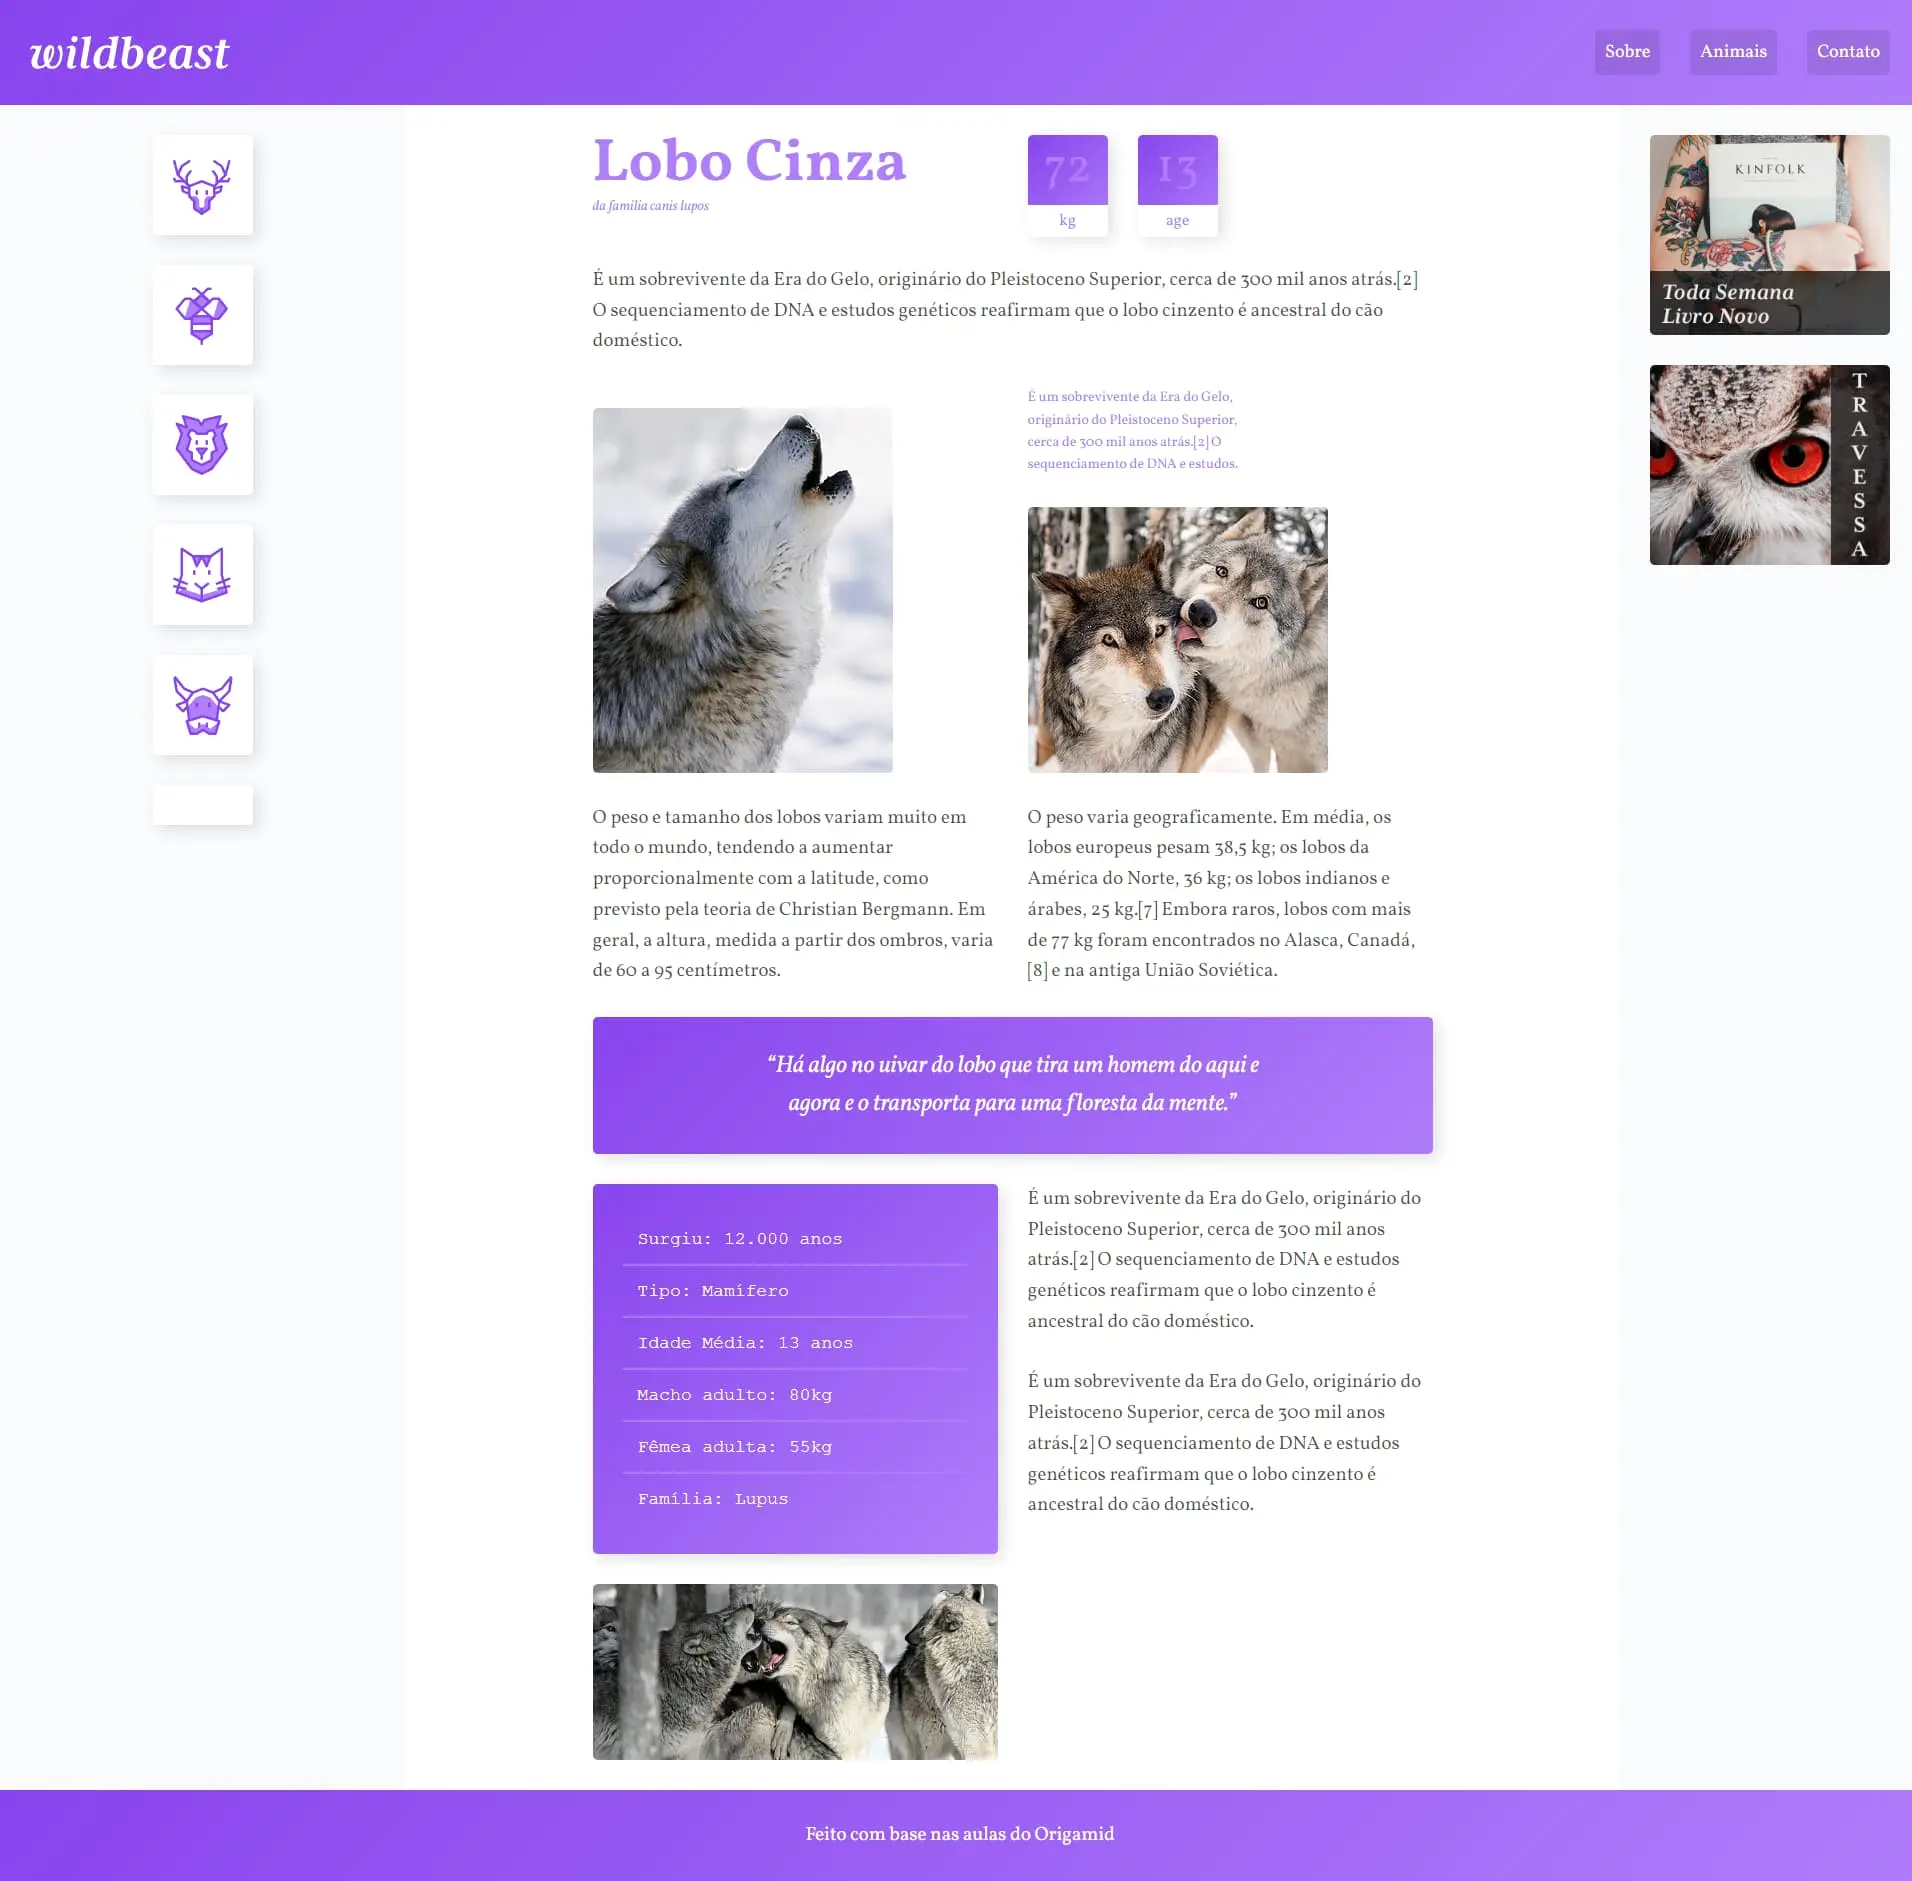 wildbeast
Sobre
Animais
Contato
Lobo Cinza
da familia canis lupos
72
kg
13
age
É um sobrevivente da Era do Gelo, originário do Pleistoceno Superior, cerca de 300 mil anos atrás.[2]
O sequenciamento de DNA e estudos genéticos reafirmam que o lobo cinzento é ancestral do cão
doméstico.
É um sobrevivente da Era do Gelo,
originário do Pleistoceno Superior,
cerca de 300 mil anos atrás.[2] O
sequenciamento de DNA e estudos.
O peso e tamanho dos lobos variam muito em
todo o mundo, tendendo a aumentar
proporcionalmente com a latitude, como
previsto pela teoria de Christian Bergmann. Em
geral, a altura, medida a partir dos ombros, varia
de 60 a 95 centímetros.
O peso varia geograficamente. Em média, os
lobos europeus pesam 38,5 kg; os lobos da
América do Norte, 36 kg; os lobos indianos e
árabes, 25 kg.[7] Embora raros, lobos com mais
de 77 kg foram encontrados no Alasca, Canadá,
[8] e na antiga União Soviética.
“Há algo no uivar do lobo que tira um homem do aqui e
agora e o transporta para uma floresta da mente.”
Surgiu: 12.000 anos
Tipo: Mamífero
Idade Média: 13 anos
Macho adulto: 80kg
Fêmea adulta: 55kg
Família: Lupus
É um sobrevivente da Era do Gelo, originário do
Pleistoceno Superior, cerca de 300 mil anos
atrás.[2] O sequenciamento de DNA e estudos
genéticos reafirmam que o lobo cinzento é
ancestral do cão doméstico.
É um sobrevivente da Era do Gelo, originário do
Pleistoceno Superior, cerca de 300 mil anos
atrás.[2] O sequenciamento de DNA e estudos
genéticos reafirmam que o lobo cinzento é
ancestral do cão doméstico.
KINFOLK
Toda Semana
Livro Novo
TRAVESSA
Feito com base nas aulas do Origamid